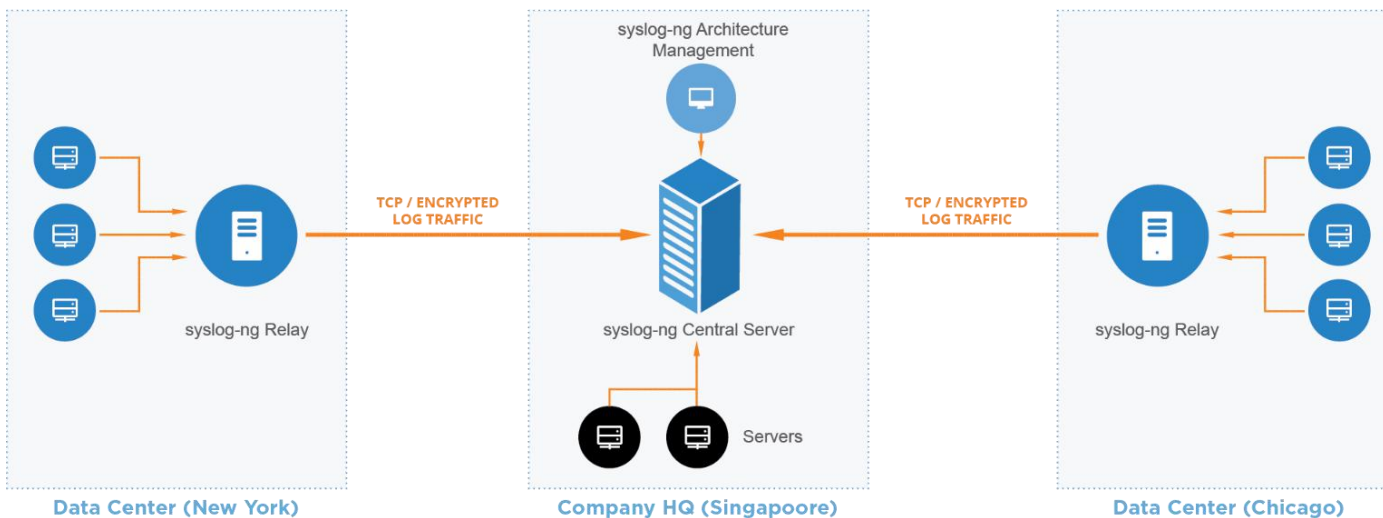 syslog-ng Architecture
Management
TCP / ENCRYPTED
LOG TRAFFIC
TCP / ENCRYPTED
LOG TRAFFIC
syslog-ng Relay
syslog-ng Central Server
syslog-ng Relay
Servers
Data Center (New York)
Company HQ (Singapoore)
Data Center (Chicago)